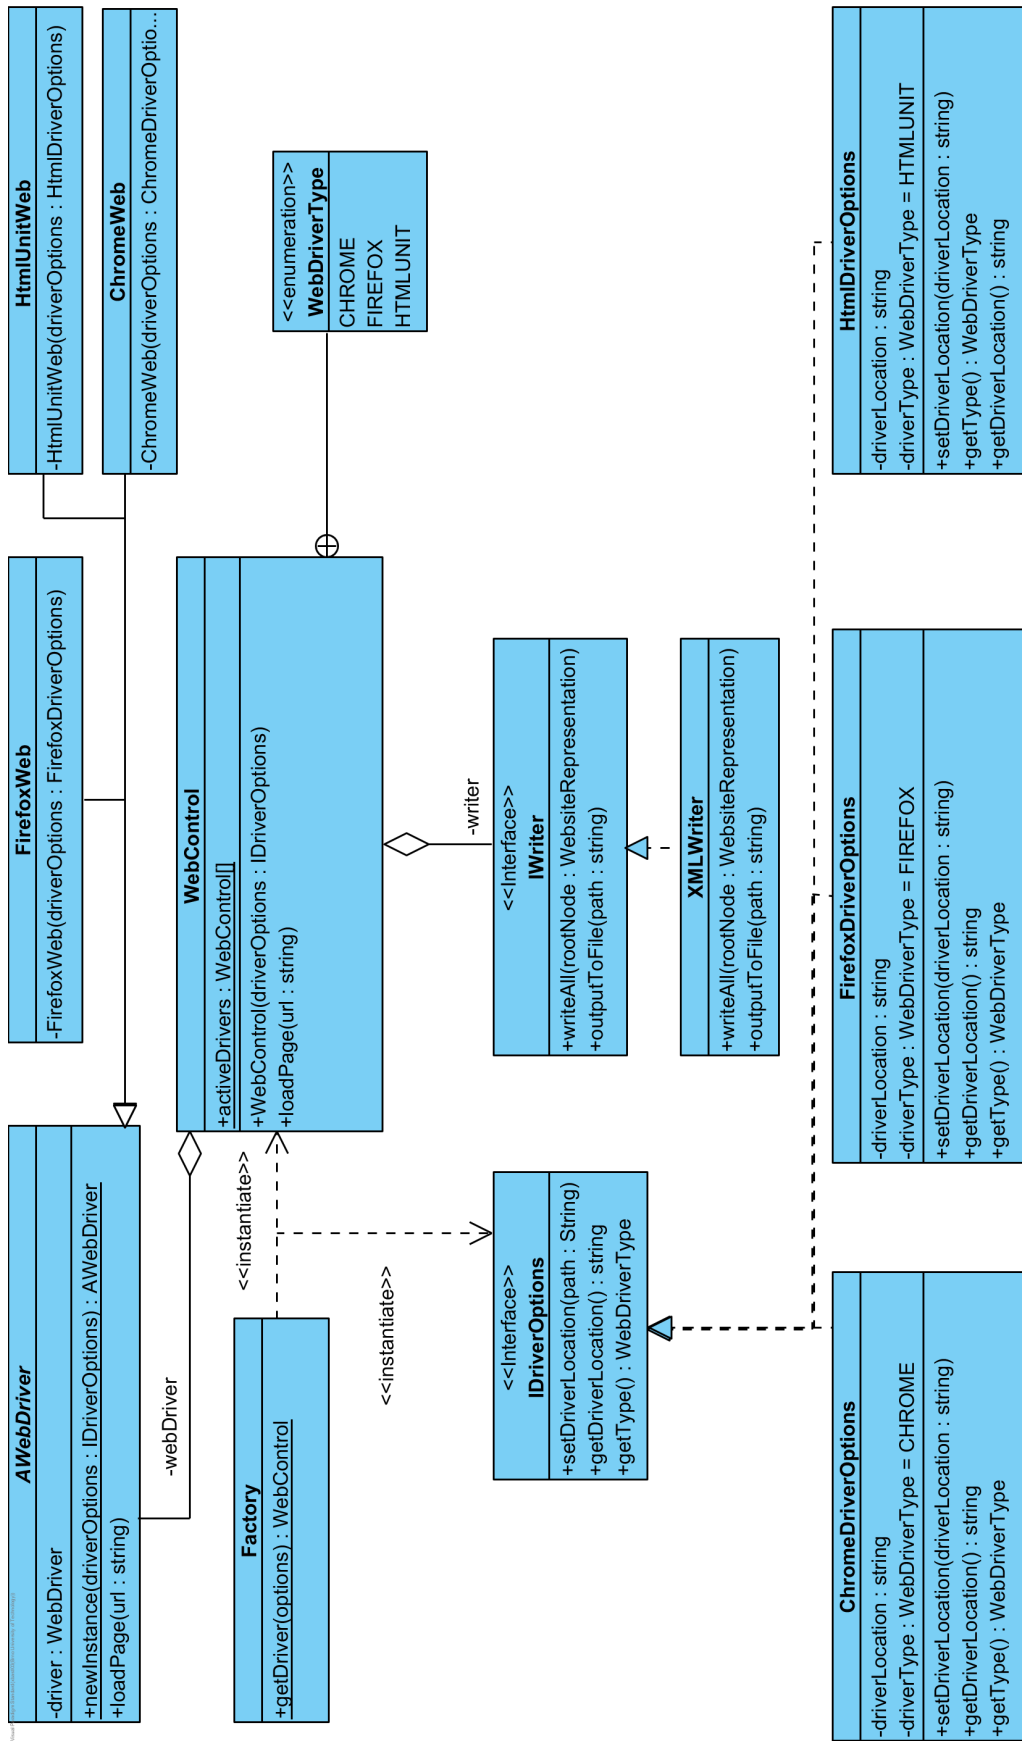 AWebDriver
-driver : WebDriver
+newInstance(driverOptions : IDriverOptions) : AWebDriver
+loadPage(url : string)
FirefoxWeb
-FirefoxWeb(driverOptions : FirefoxDriverOptions)
HtmlUnitWeb
-HtmlUnitWeb(driverOptions : HtmlDriverOptions)
ChromeWeb
-ChromeWeb(driverOptions : ChromeDriverOptio...
-webDriver
WebControl
+activeDrivers : WebControl[]
+WebControl(driverOptions : IDriverOptions)
+loadPage(url : string)
<<enumeration>>
WebDriverType
CHROME
FIREFOX
HTMLUNIT
Factory
+getDriver(options) : WebControl
<<instantiate>>
<<instantiate>>
-writer
<<Interface>>
IDriverOptions
+setDriverLocation(path : String)
+getDriverLocation() : string
+getType() : WebDriverType
<<Interface>>
IWriter
+writeAll(rootNode : WebsiteRepresentation)
+outputToFile(path : string)
XMLWriter
+writeAll(rootNode : WebsiteRepresentation)
+outputToFile(path : string)
ChromeDriverOptions
-driverLocation : string
-driverType : WebDriverType = CHROME
+setDriverLocation(driverLocation : string)
+getDriverLocation() : string
+getType() : WebDriverType
FirefoxDriverOptions
-driverLocation : string
-driverType : WebDriverType = FIREFOX
+setDriverLocation(driverLocation : string)
+getDriverLocation() : string
+getType() : WebDriverType
HtmlDriverOptions
-driverLocation : string
-driverType : WebDriverType = HTMLUNIT
+setDriverLocation(driverLocation : string)
+getType() : WebDriverType
+getDriverLocation() : string